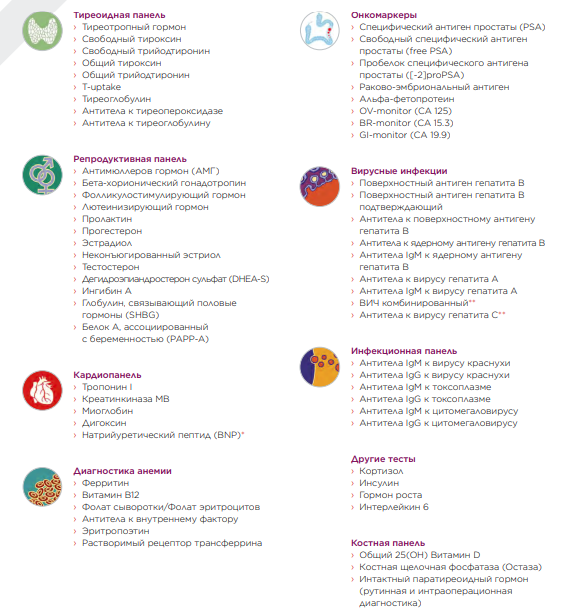 Тиреоидная панель
› Тиреотропный гормон
› Свободный тироксин
› Свободный трийодтиронин
› Общий тироксин
› Общий трийодтиронин
› T-uptake
› Тиреоглобулин
› Антитела к тиреопероксидазе
› Антитела к тиреоглобулину
Репродуктивная панель
› Антимюллеров гормон (АМГ)
› Бета-хорионический гонадотропин
› Фолликулостимулирующий гормон
› Лютеинизирующий гормон
› Пролактин
› Прогестерон
› Эстрадиол
› Неконъюгированный эстриол
› Тестостерон
› Дегидроэпиандростерон сульфат (DHEA-S)
› Ингибин А
› Глобулин, связывающий половые
гормоны (SHBG)
› Белок А, ассоциированный
с беременностью (PAPP-A)
Кардиопанель
› Тропонин I
› Креатинкиназа МВ
› Миоглобин
› Дигоксин
› Натрийуретический пептид (BNP)*
Диагностика анемии
› Ферритин
› Витамин B12
› Фолат сыворотки/Фолат эритроцитов
› Антитела к внутреннему фактору
› Эритропоэтин
› Растворимый рецептор трансферрина
Онкомаркеры
› Специфический антиген простаты (PSA)
› Свободный специфический антиген
простаты (free PSA)
› Пробелок специфического антигена
простаты ([-2]proPSA)
› Раково-эмбриональный антиген
› Альфа-фетопротеин
› OV-monitor (CA 125)
› BR-monitor (CA 15.3)
› GI-monitor (CA 19.9)
Вирусные инфекции
› Поверхностный антиген гепатита В
› Поверхностный антиген гепатита В
подтверждающий
› Антитела к поверхностному антигену
гепатита В
› Антитела к ядерному антигену гепатита В
› Антитела IgM к ядерному антигену
гепатита В
› Антитела к вирусу гепатита А
› Антитела IgM к вирусу гепатита А
› ВИЧ комбинированный**
› Антитела к вирусу гепатита С**
Инфекционная панель
› Антитела IgM к вирусу краснухи
› Антитела IgG к вирусу краснухи
› Антитела IgM к токсоплазме
› Антитела IgG к токсоплазме
› Антитела IgM к цитомегаловирусу
› Антитела IgG к цитомегаловирусу
Другие тесты
› Кортизол
› Инсулин
› Гормон роста
› Интерлейкин 6
Костная панель
› Общий 25(OH) Витамин D
› Костная щелочная фосфатаза (Остаза)
› Интактный паратиреоидный гормон
(рутинная и интраоперационная
диагностика)